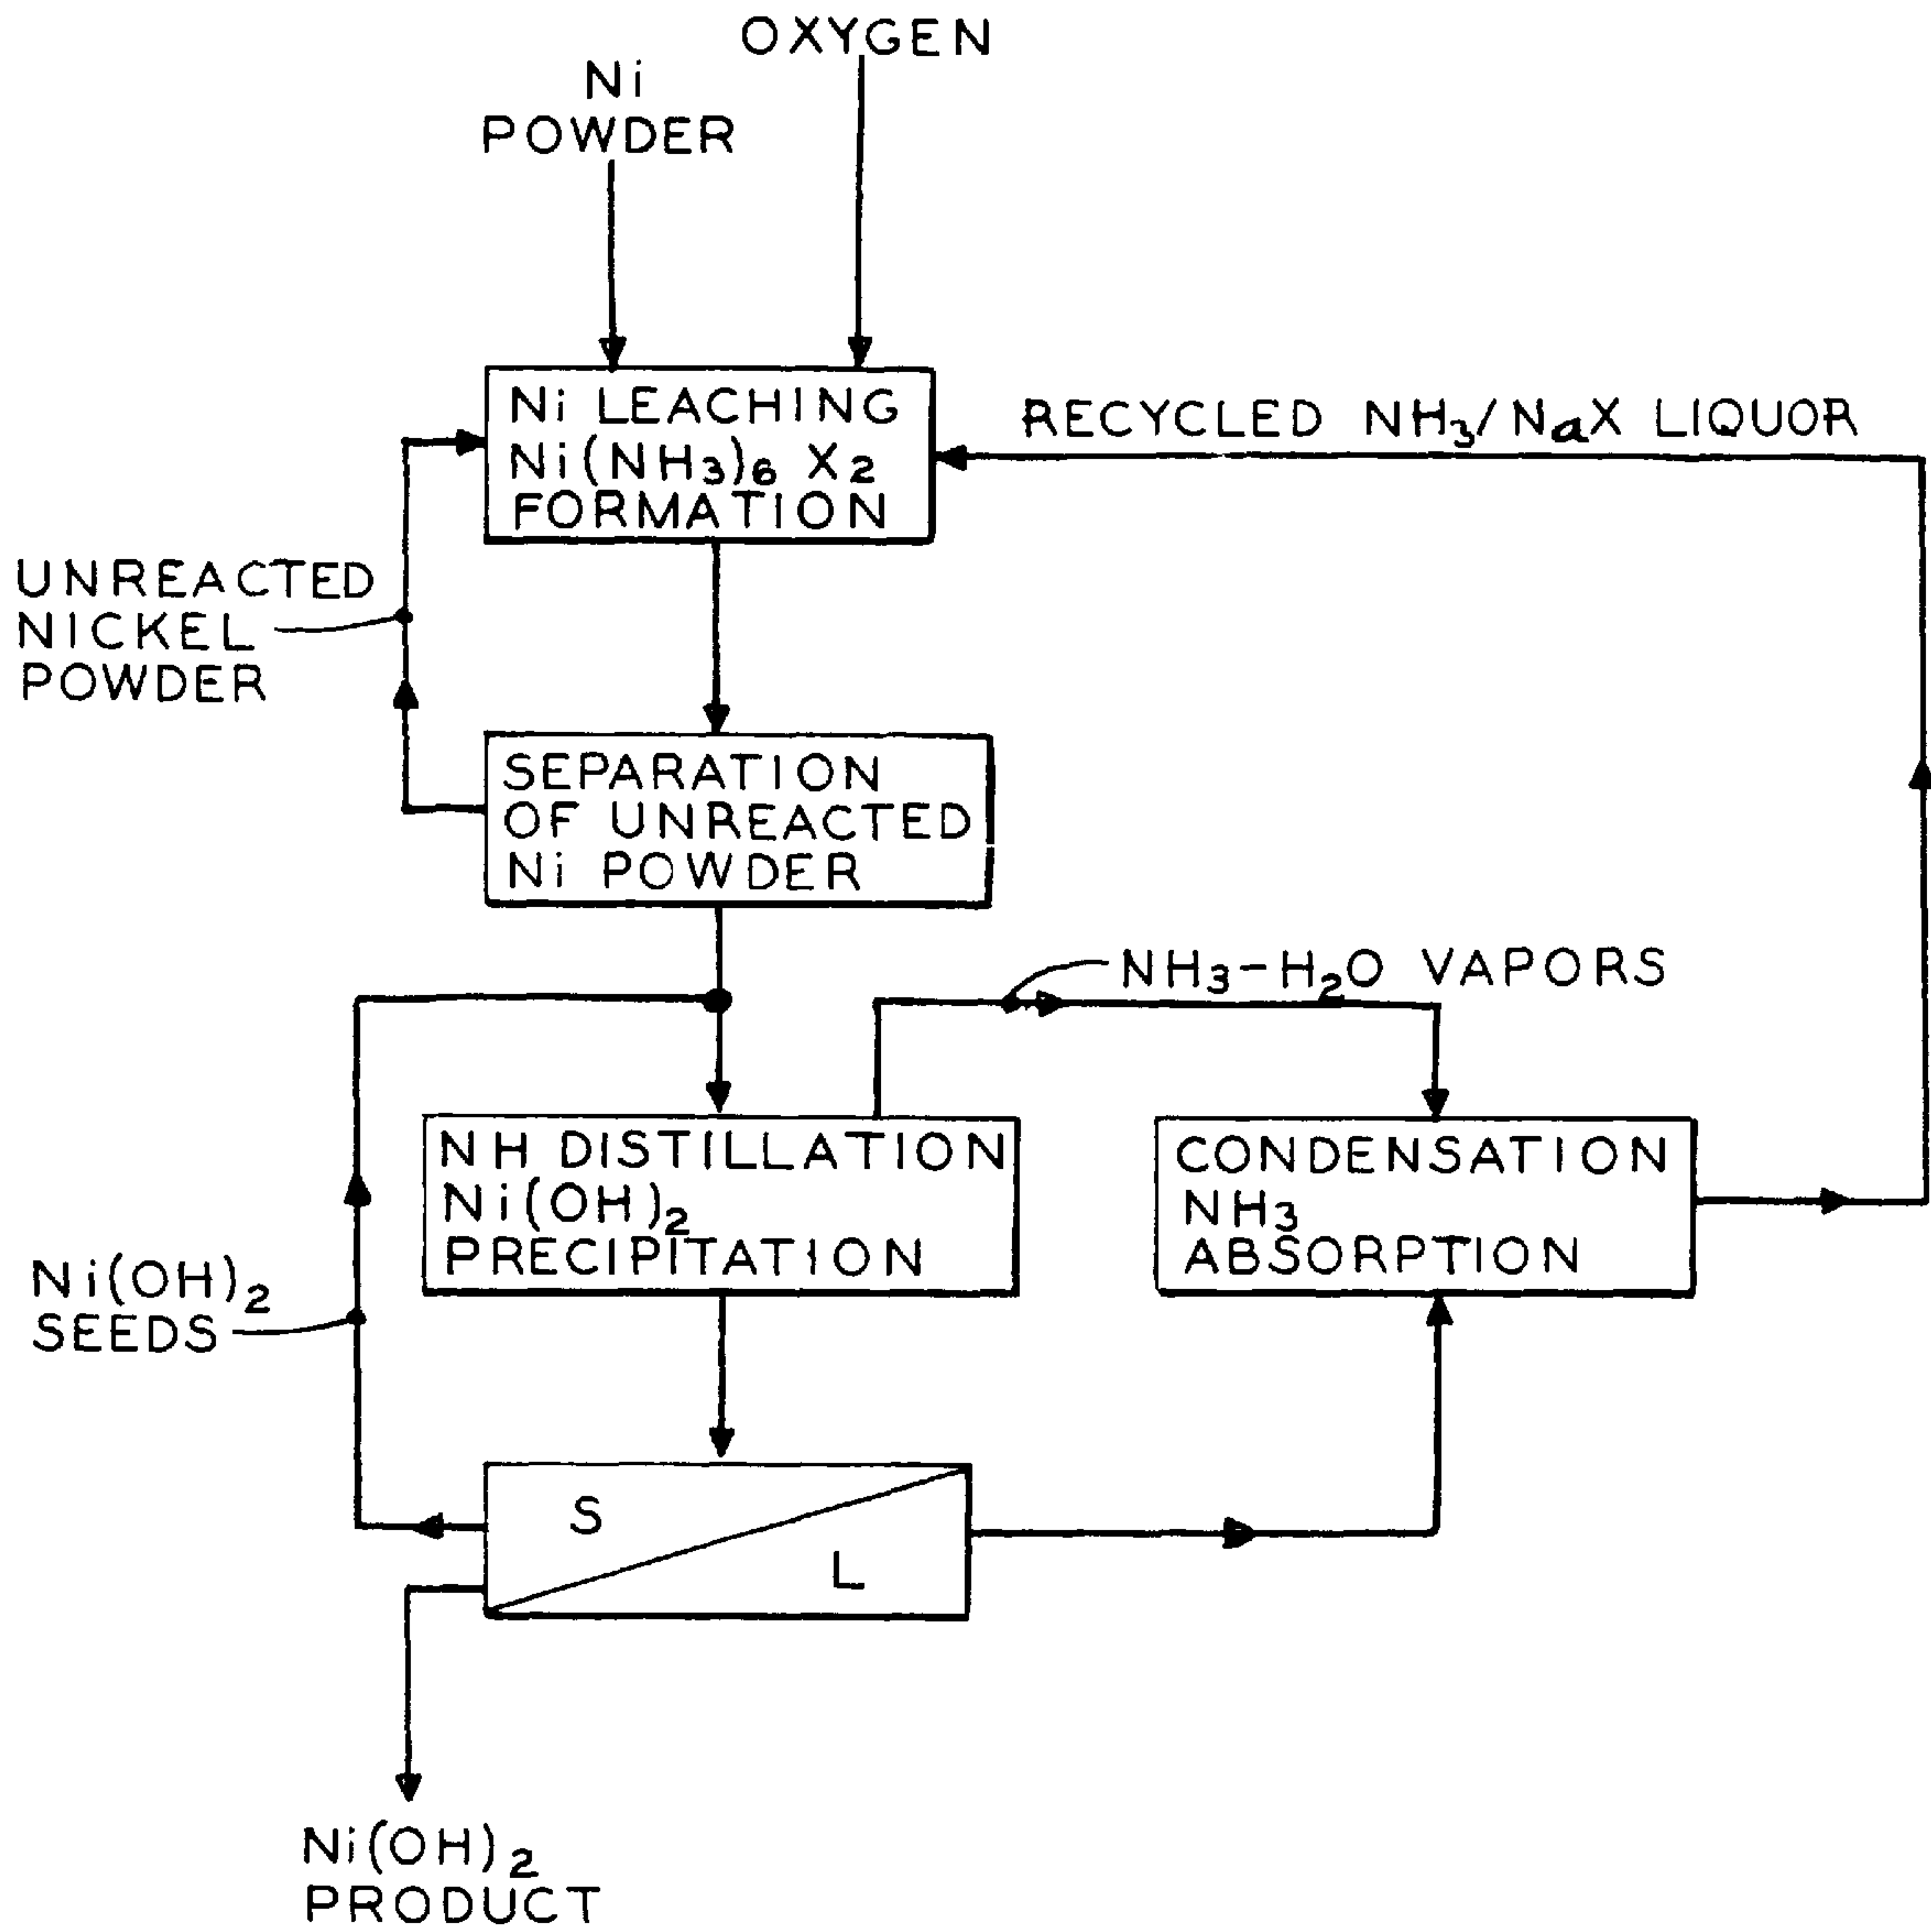 OXYGEN
Ni
POWDER
Ni LEACHING
Ni(NH₃)₆ X₂
FORMATION
RECYCLED NH₃/NaX LIQUOR
UNREACTED
NICKEL
POWDER
SEPARATION
OF UNREACTED
Ni POWDER
NH₃-H₂O VAPORS
NH DISTILLATION
Ni(OH)₂
PRECIPITATION
CONDENSATION
NH₃
ABSORPTION
Ni(OH)₂
SEEDS
S
L
Ni(OH)₂
PRODUCT